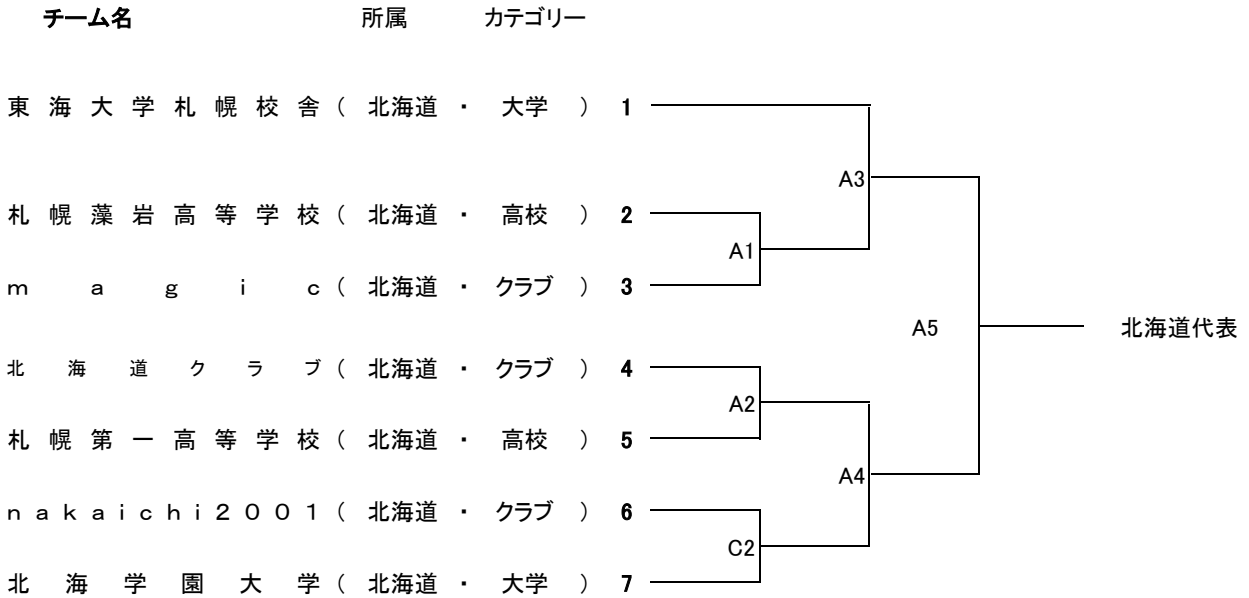 チーム名 所属 カテゴリー
東海大学札幌校舎( 北海道 ・ 大学 ) 1
A3
札幌藻岩高等学校( 北海道 ・ 高校 ) 2
A1
magic( 北海道 ・ クラブ ) 3
A5 北海道代表
北海道クラブ( 北海道 ・ クラブ ) 4
A2
札幌第一高等学校( 北海道 ・ 高校 ) 5
A4
nakaichi2001( 北海道 ・ クラブ ) 6
C2
北海学園大学( 北海道 ・ 大学 ) 7